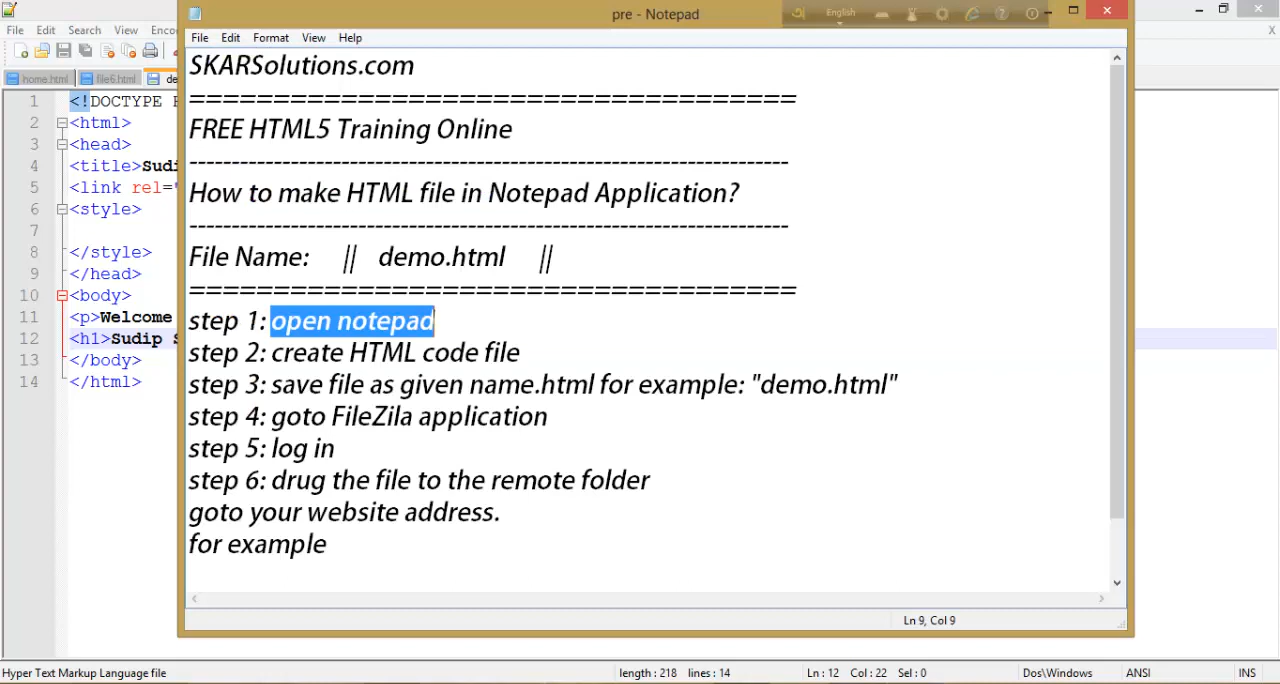 pre - Notepad
English
File Edit Search View Enco
File Edit Format View Help
X
home.html file6.html de
SKARSolutions.com
====================================
FREE HTML5 Training Online
--------------------------------------------------------------------
How to make HTML file in Notepad Application?
--------------------------------------------------------------------
File Name: || demo.html ||
====================================
step 1: open notepad
step 2: create HTML code file
step 3: save file as given name.html for example: "demo.html"
step 4: goto FileZila application
step 5: log in
step 6: drug the file to the remote folder
goto your website address.
for example
Ln 9, Col 9
1 <!DOCTYPE
2 <html>
3 <head>
4 <title>Sudi
5 <link rel="
6 <style>
7
8 </style>
9 </head>
10 <body>
11 <p>Welcome
12 <h1>Sudip S
13 </body>
14 </html>
Hyper Text Markup Language file length : 218 lines : 14 Ln : 12 Col : 22 Sel : 0 Dos\Windows ANSI INS